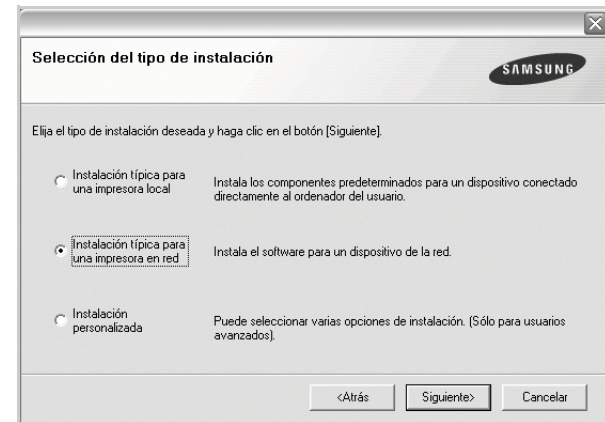 Selección del tipo de instalación
SAMSUNG
Elija el tipo de instalación deseada y haga clic en el botón [Siguiente].
Instalación típica para
una impresora local
Instala los componentes predeterminados para un dispositivo conectado
directamente al ordenador del usuario.
Instalación típica para
una impresora en red
Instala el software para un dispositivo de la red.
Instalación
personalizada
Puede seleccionar varias opciones de instalación. (Sólo para usuarios
avanzados).
<Atrás
Siguiente>
Cancelar